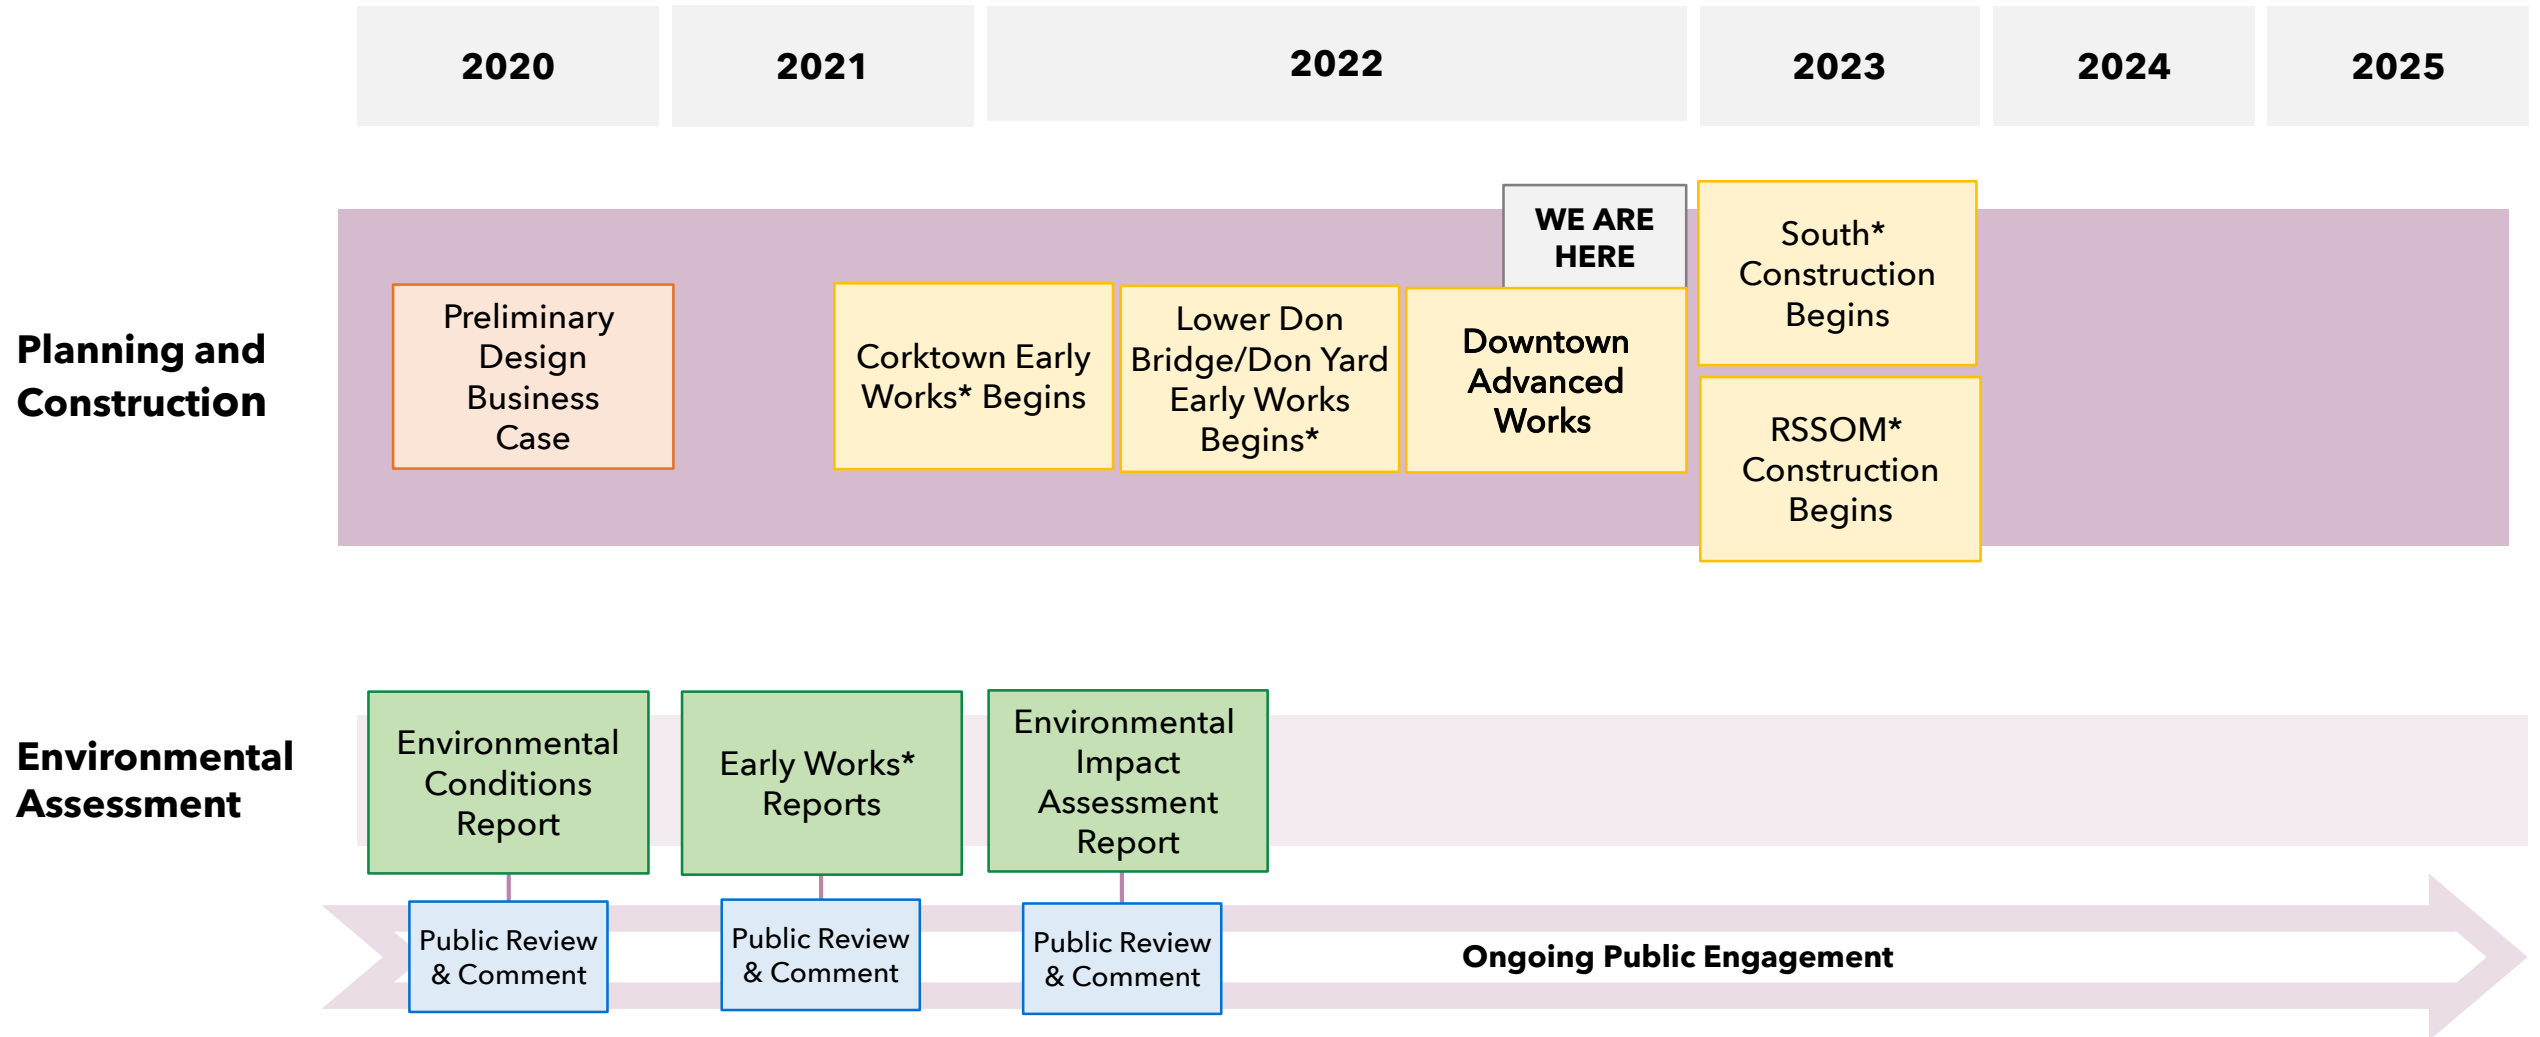 2020
2021
2022
2023
2024
2025
Planning and
Construction
Preliminary
Design
Business
Case
Corktown Early
Works* Begins
Lower Don
Bridge/Don Yard
Early Works
Begins*
WE ARE
HERE
Downtown
Advanced
Works
South*
Construction
Begins
RSSOM*
Construction
Begins
Environmental
Assessment
Environmental
Conditions
Report
Early Works*
Reports
Environmental
Impact
Assessment
Report
Public Review
& Comment
Public Review
& Comment
Public Review
& Comment
Ongoing Public Engagement